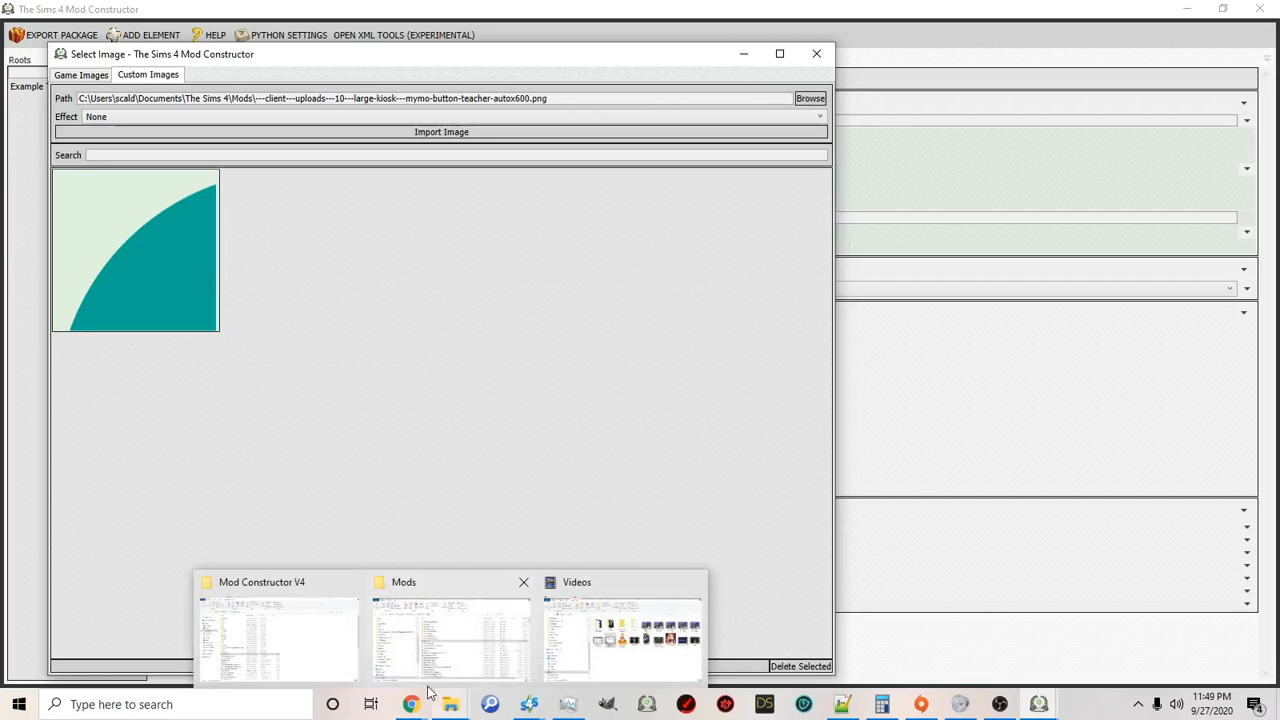 The Sims 4 Mod Constructor
EXPORT PACKAGE ADD ELEMENT HELP PYTHON SETTINGS OPEN XML TOOLS (EXPERIMENTAL)
Roots
Example
Select Image - The Sims 4 Mod Constructor
Game Images Custom Images
Path C:\Users\scald\Documents\The Sims 4\Mods\---client---uploads---10---large-kiosk---mymo-button-teacher-autox600.png Browse
Effect None
Import Image
Search
Delete Selected
Mod Constructor V4 Mods Videos
Type here to search
DS
11:49 PM
9/27/2020
4